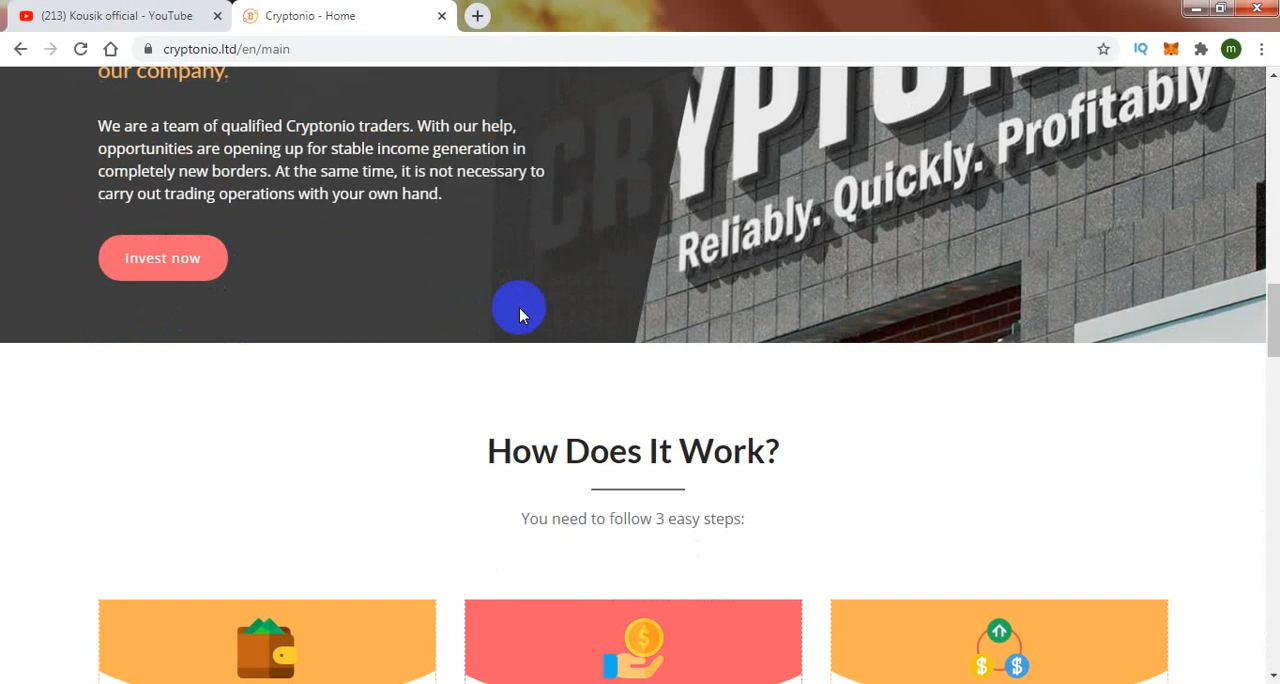 (213) Kousik official - YouTube
Cryptonio - Home
cryptonio.ltd/en/main
IQ
m
our company.
We are a team of qualified Cryptonio traders. With our help,
opportunities are opening up for stable income generation in
completely new borders. At the same time, it is not necessary to
carry out trading operations with your own hand.
Invest now
Reliably. Quickly. Profitably
How Does It Work?
You need to follow 3 easy steps: